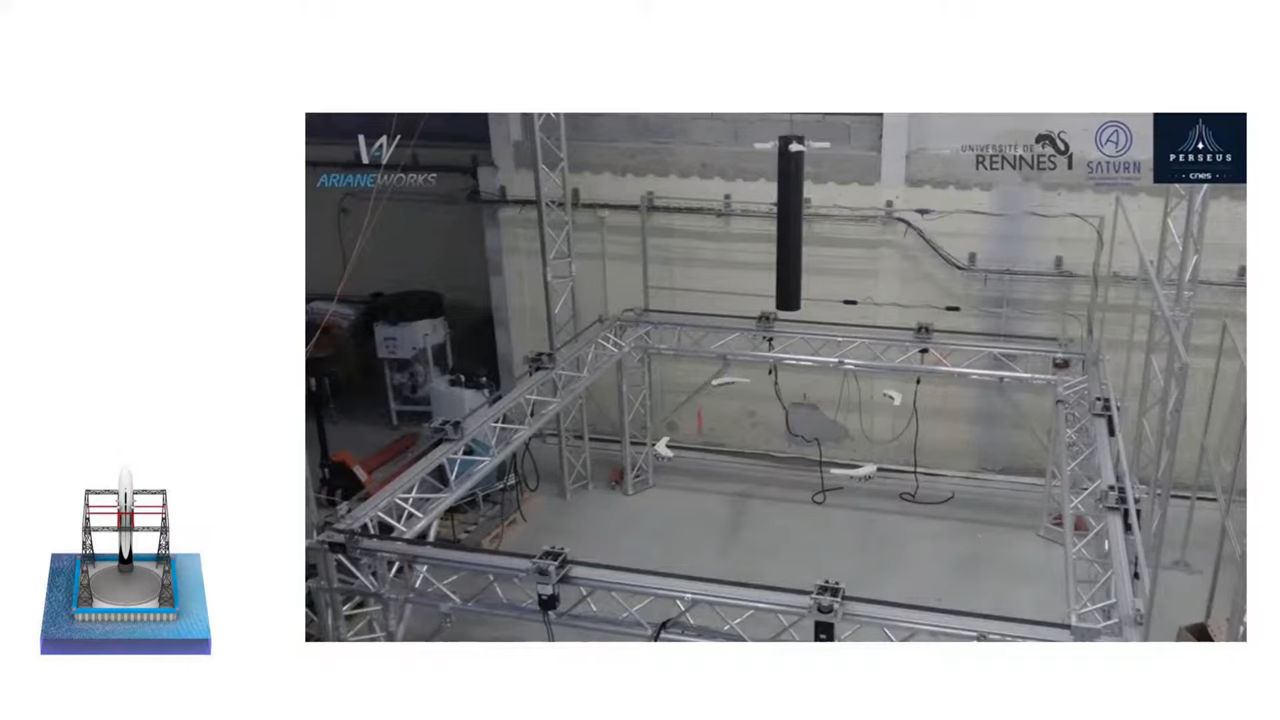 ARIANEWORKS
UNIVERSITÉ DE
RENNES 1
SATURN
PERSEUS
cnes